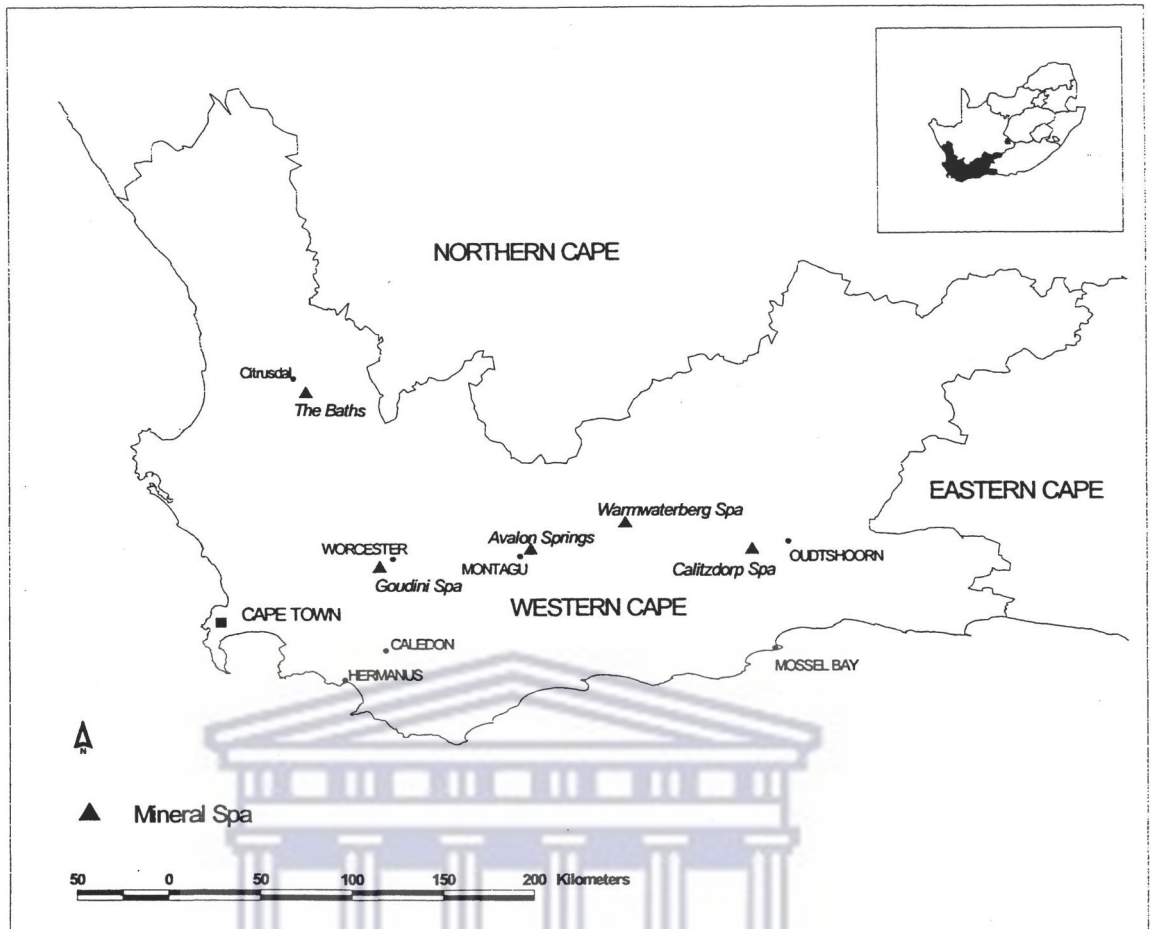 NORTHERN CAPE
Citrusdal
The Baths
EASTERN CAPE
Warmwaterberg Spa
Avalon Springs
WORCESTER
OUDTSHOORN
MONTAGU
Calitzdorp Spa
Goudini Spa
WESTERN CAPE
CAPE TOWN
CALEDON
MOSSEL BAY
HERMANUS
N
Mineral Spa
50 0 50 100 150 200 Kilometers